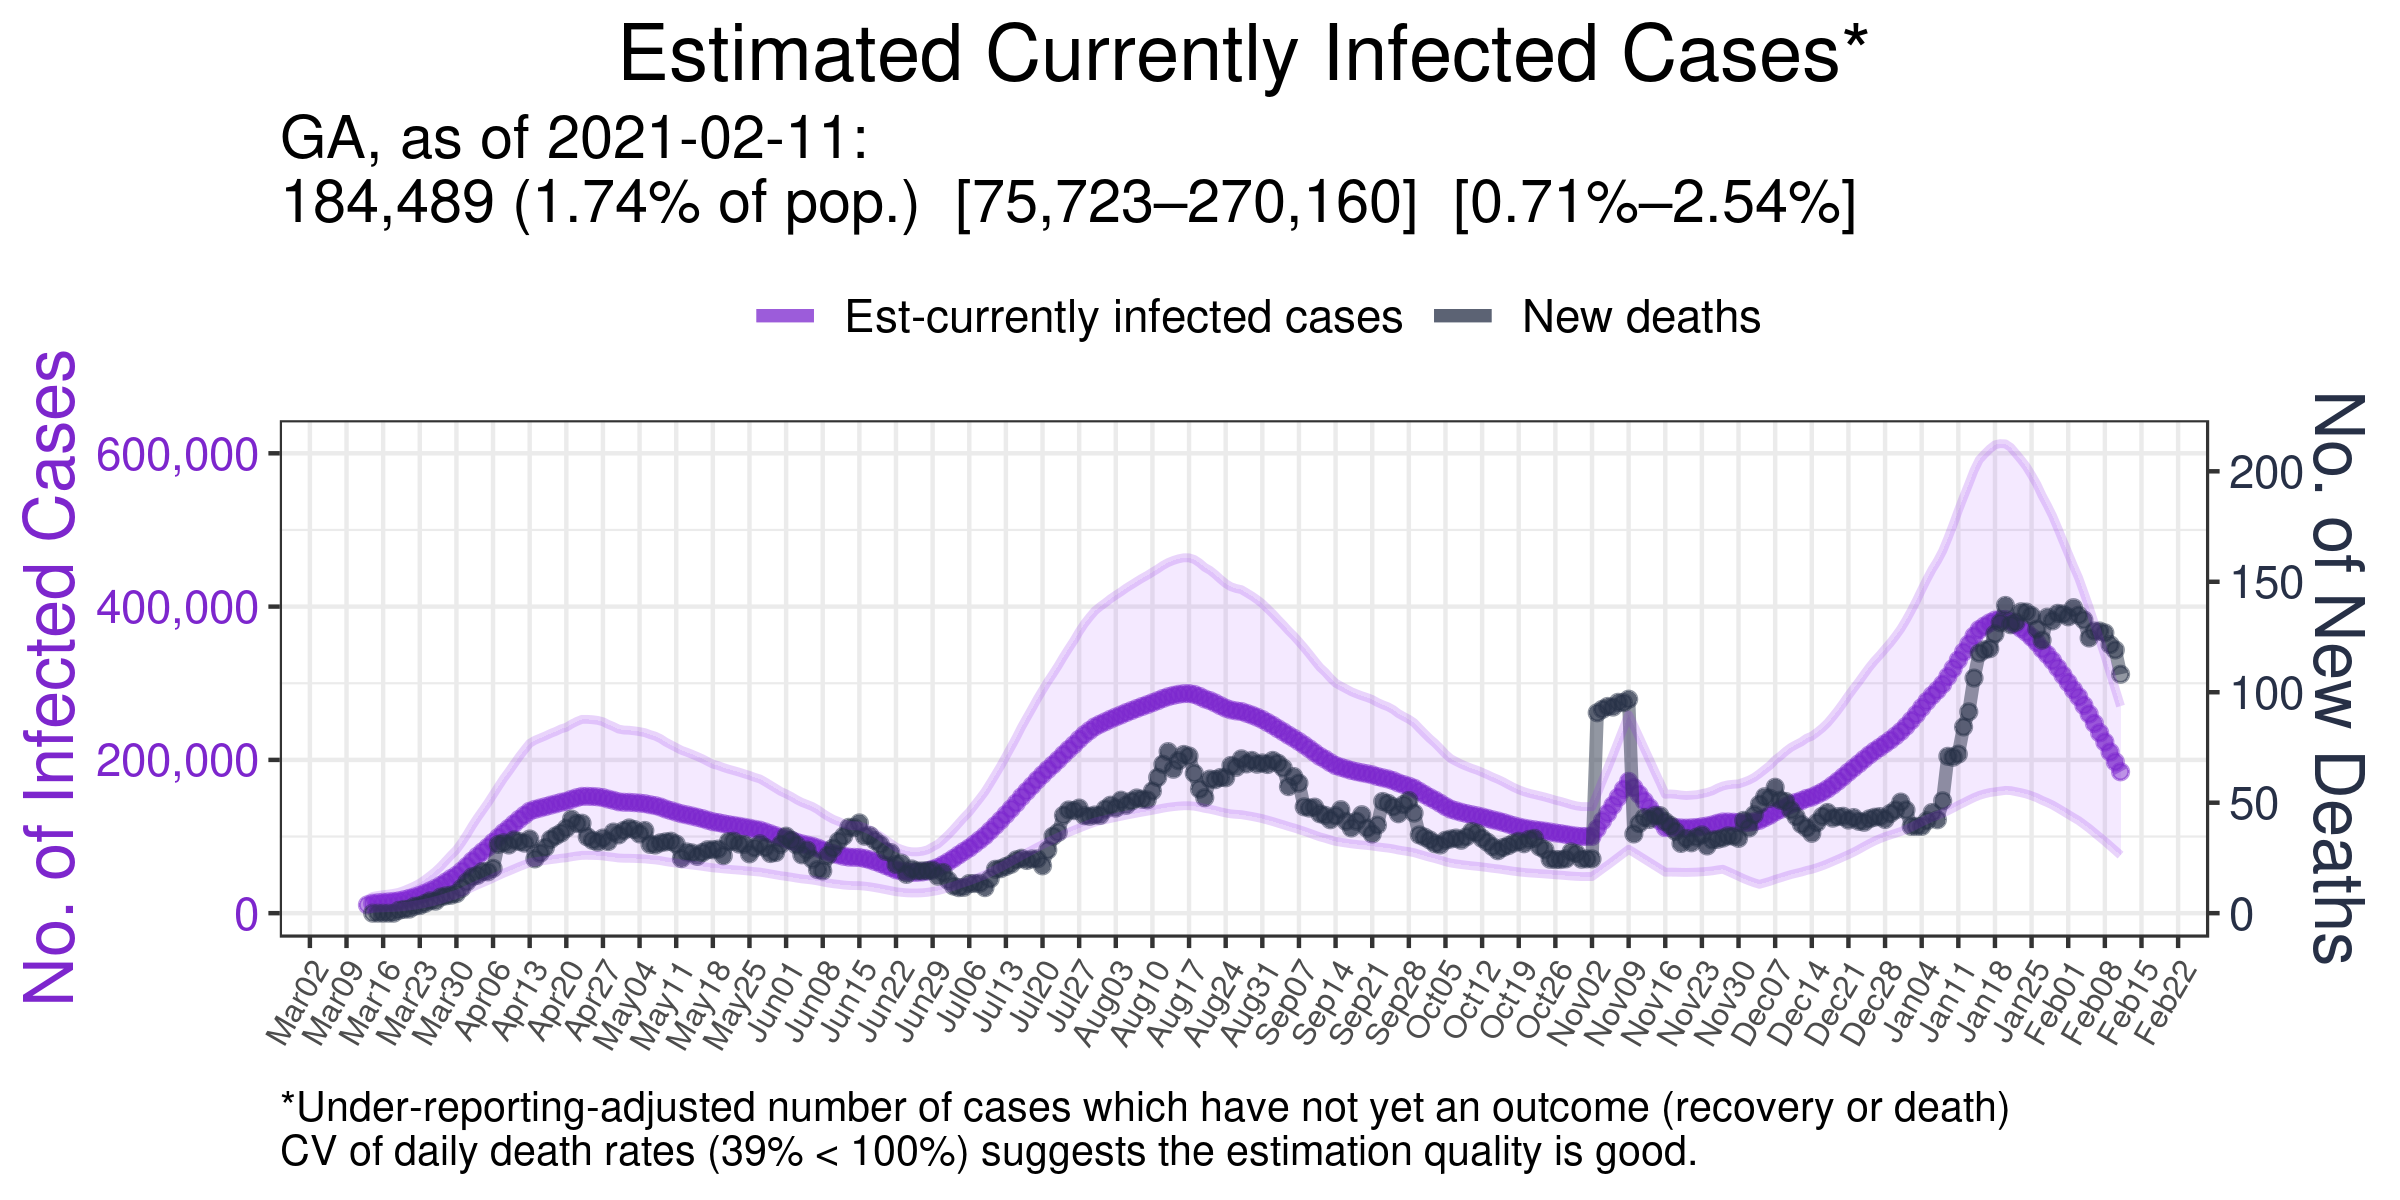 Estimated Currently Infected Cases*
GA, as of 2021-02-11:
184,489 (1.74% of pop.)  [75,723–270,160]  [0.71%–2.54%]
Est-currently infected cases
New deaths
No. of Infected Cases
600,000
400,000
200,000
0
200
150
100
50
0
No. of New Deaths
Mar02
Mar09
Mar16
Mar23
Mar30
Apr06
Apr13
Apr20
Apr27
May04
May11
May18
May25
Jun01
Jun08
Jun15
Jun22
Jun29
Jul06
Jul13
Jul20
Jul27
Aug03
Aug10
Aug17
Aug24
Aug31
Sep07
Sep14
Sep21
Sep28
Oct05
Oct12
Oct19
Oct26
Nov02
Nov09
Nov16
Nov23
Nov30
Dec07
Dec14
Dec21
Dec28
Jan04
Jan11
Jan18
Jan25
Feb01
Feb08
Feb15
Feb22
*Under-reporting-adjusted number of cases which have not yet an outcome (recovery or death)
CV of daily death rates (39% < 100%) suggests the estimation quality is good.